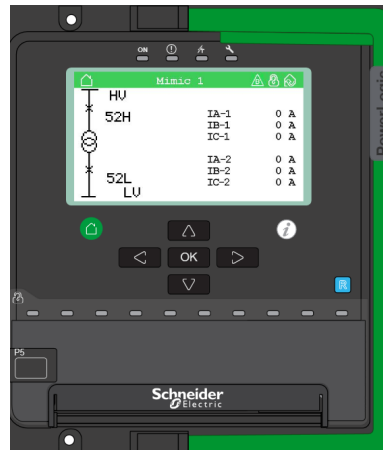 ON
Mimic 1
HV
52H
IA-1 0 A
IB-1 0 A
IC-1 0 A
IA-2 0 A
IB-2 0 A
IC-2 0 A
52L
LV
i
OK
R
P5
Schneider
Electric
PowerLogic